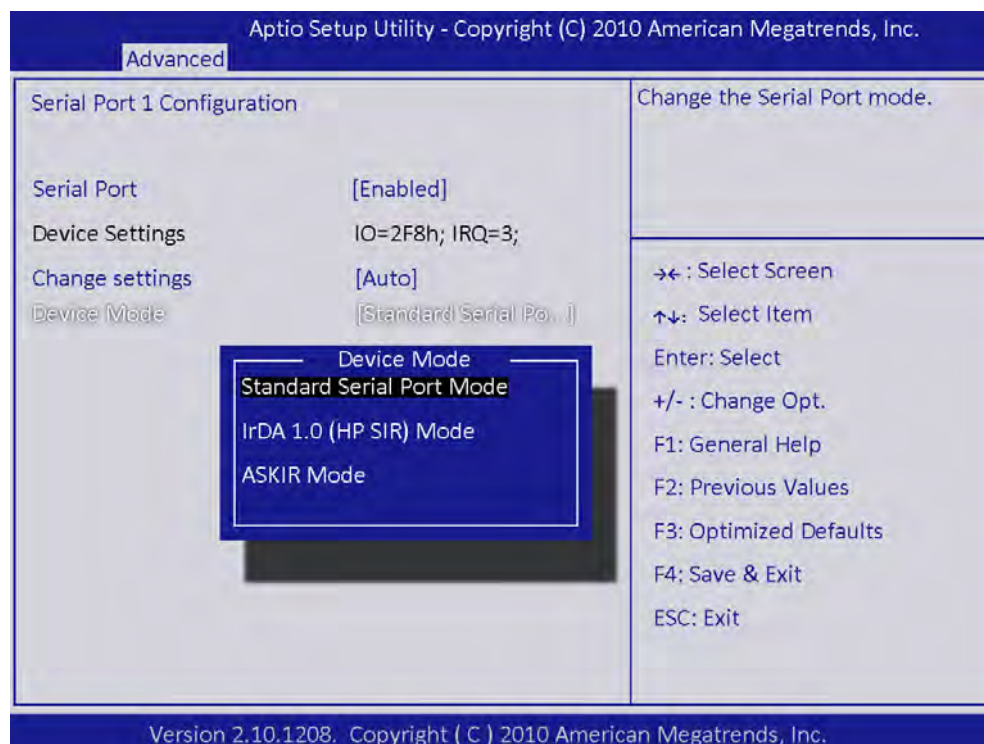 Aptio Setup Utility - Copyright (C) 2010 American Megatrends, Inc.
Advanced
Serial Port 1 Configuration
Serial Port [Enabled]
Device Settings IO=2F8h; IRQ=3;
Change settings [Auto]
Device Mode [Standard Serial Po...]
Device Mode
Standard Serial Port Mode
IrDA 1.0 (HP SIR) Mode
ASKIR Mode
Change the Serial Port mode.
→←: Select Screen
↑↓: Select Item
Enter: Select
+/- : Change Opt.
F1: General Help
F2: Previous Values
F3: Optimized Defaults
F4: Save & Exit
ESC: Exit
Version 2.10.1208. Copyright ( C ) 2010 American Megatrends, Inc.